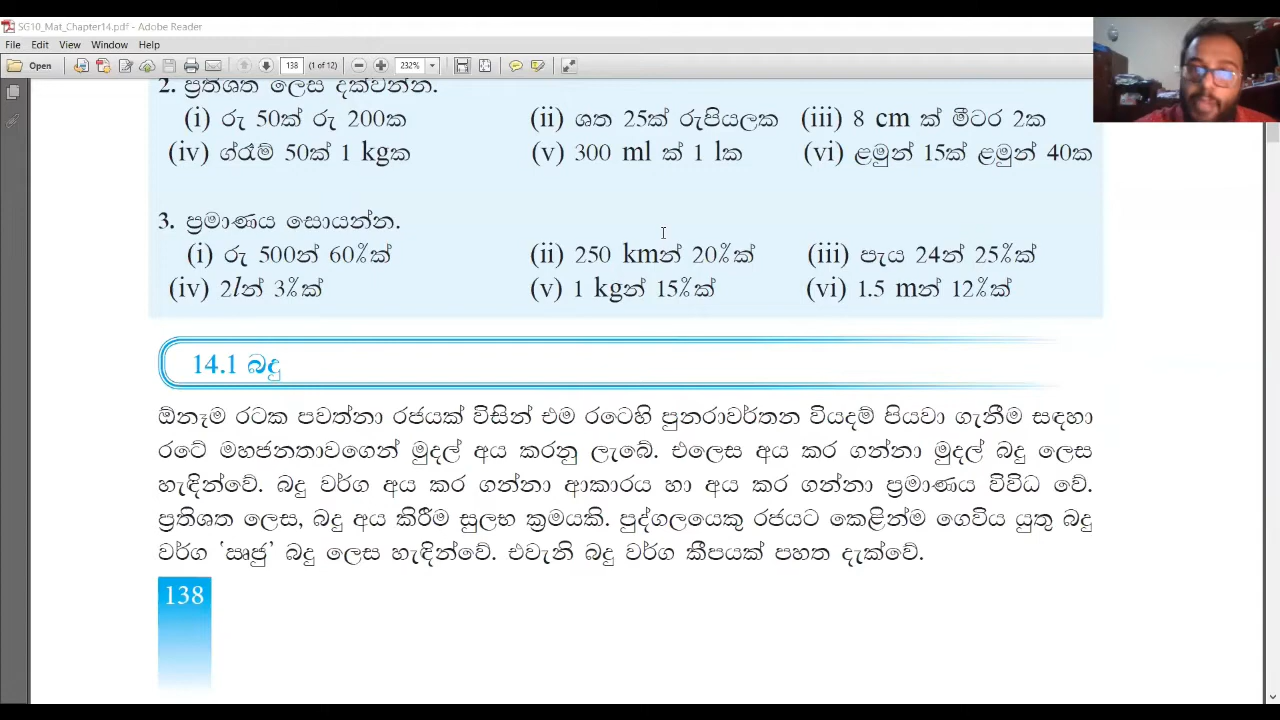 SG10_Mat_Chapter14.pdf - Adobe Reader
File Edit View Window Help
Open 138 (1 of 12) 232%
2. ප්‍රතිශත ලෙස දක්වන්න.
(i) රු 50ක් රු 200ක (ii) ශත 25ක් රුපියලක (iii) 8 cm ක් මීටර 2ක
(iv) ග්රෑම් 50ක් 1 kgක (v) 300 ml ක් 1 lක (vi) ළමුන් 15ක් ළමුන් 40ක
3. ප්‍රමාණය සොයන්න.
(i) රු 500න් 60%ක් (ii) 250 kmන් 20%ක් (iii) පැය 24න් 25%ක්
(iv) 2lන් 3%ක් (v) 1 kgන් 15%ක් (vi) 1.5 mන් 12%ක්
14.1 බදු
ඕනෑම රටක පවත්නා රජයක් විසින් එම රටෙහි පුනරාවර්තන වියදම් පියවා ගැනීම සඳහා
රටේ මහජනතාවගෙන් මුදල් අය කරනු ලැබේ. එලෙස අය කර ගන්නා මුදල් බදු ලෙස
හැඳින්වේ. බදු වර්ග අය කර ගන්නා ආකාරය හා අය කර ගන්නා ප්‍රමාණය විවිධ වේ.
ප්‍රතිශත ලෙස, බදු අය කිරීම සුලභ ක්‍රමයකි. පුද්ගලයෙකු රජයට කෙළින්ම ගෙවිය යුතු බදු
වර්ග ‘ඍජු’ බදු ලෙස හැඳින්වේ. එවැනි බදු වර්ග කීපයක් පහත දැක්වේ.
138